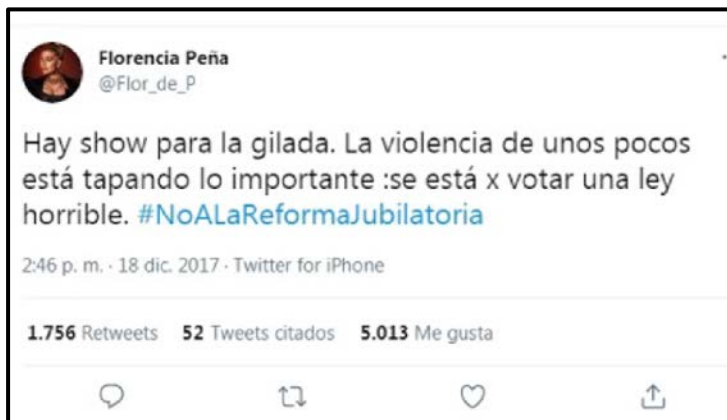 Florencia Peña
@Flor_de_P
Hay show para la gilada. La violencia de unos pocos
está tapando lo importante :se está x votar una ley
horrible. #NoALaReformaJubilatoria
2:46 p. m. · 18 dic. 2017 · Twitter for iPhone
1.756 Retweets 52 Tweets citados 5.013 Me gusta